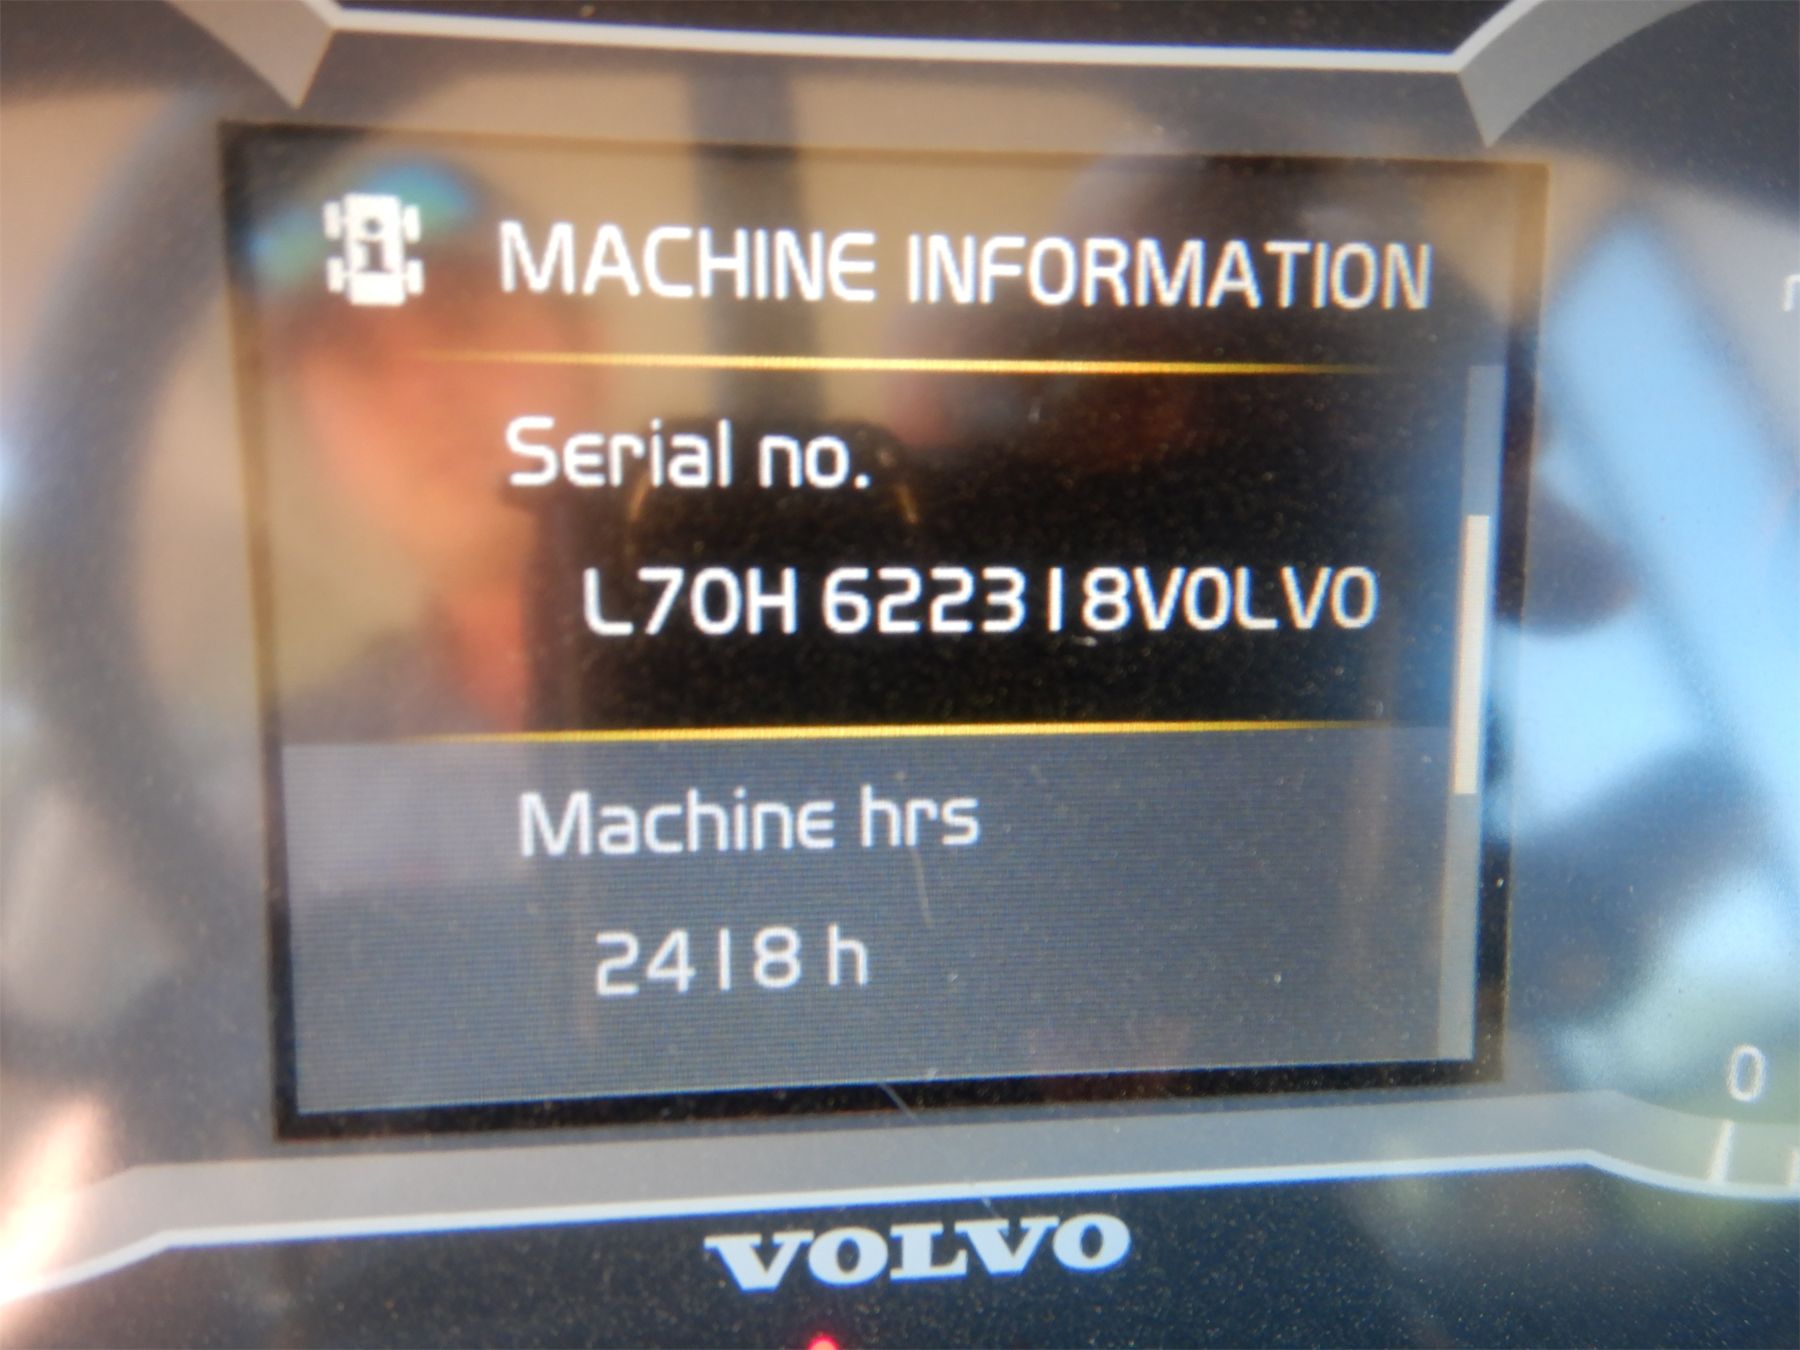 MACHINE INFORMATION
Serial no.
L70H 622318VOLVO
Machine hrs
2418 h
0
VOLVO